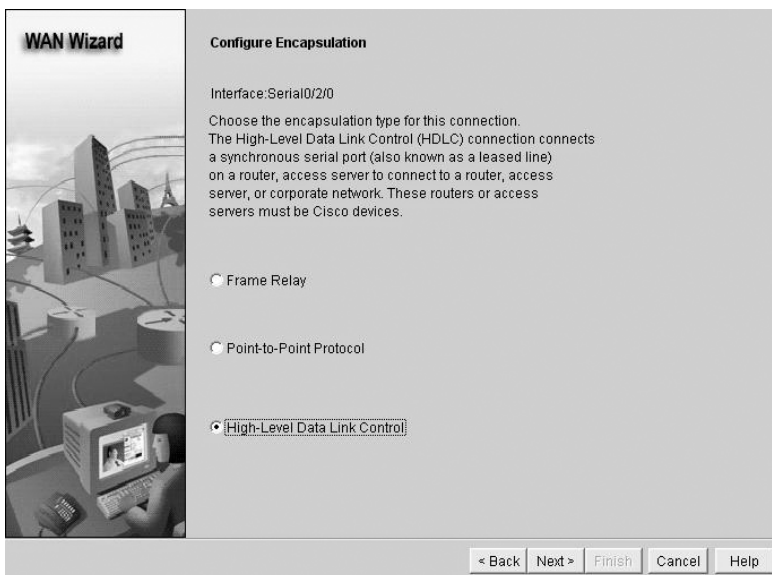 WAN Wizard
Configure Encapsulation
Interface:Serial0/2/0
Choose the encapsulation type for this connection.
The High-Level Data Link Control (HDLC) connection connects
a synchronous serial port (also known as a leased line)
on a router, access server to connect to a router, access
server, or corporate network. These routers or access
servers must be Cisco devices.
Frame Relay
Point-to-Point Protocol
High-Level Data Link Control
< Back Next > Finish Cancel Help